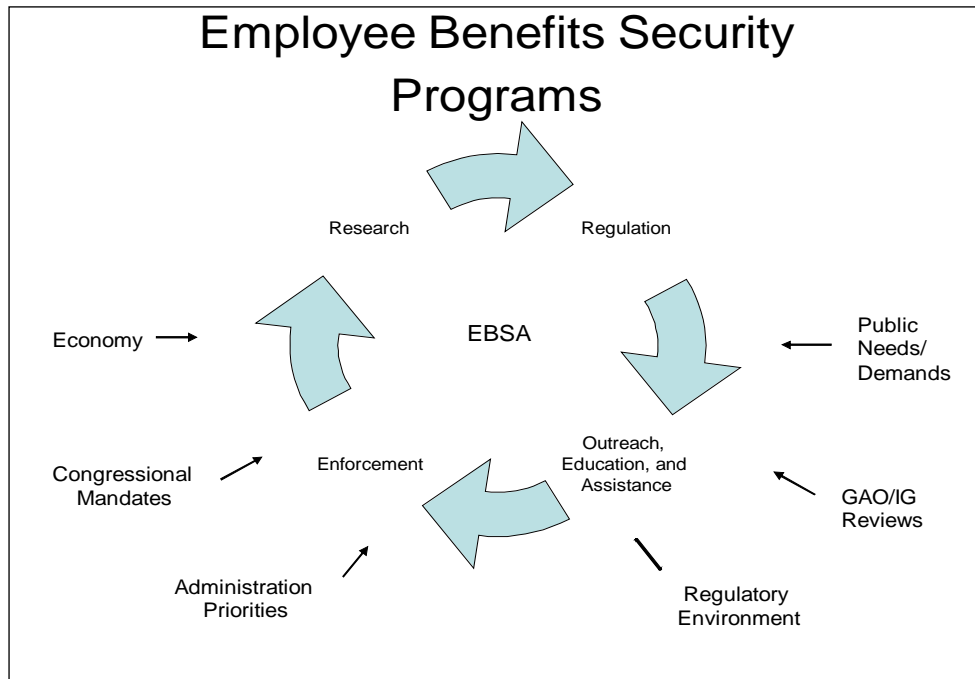 Employee Benefits Security
Programs
Research
Regulation
Economy
EBSA
Public
Needs/
Demands
Congressional
Mandates
Enforcement
Outreach,
Education, and
Assistance
GAO/IG
Reviews
Administration
Priorities
Regulatory
Environment